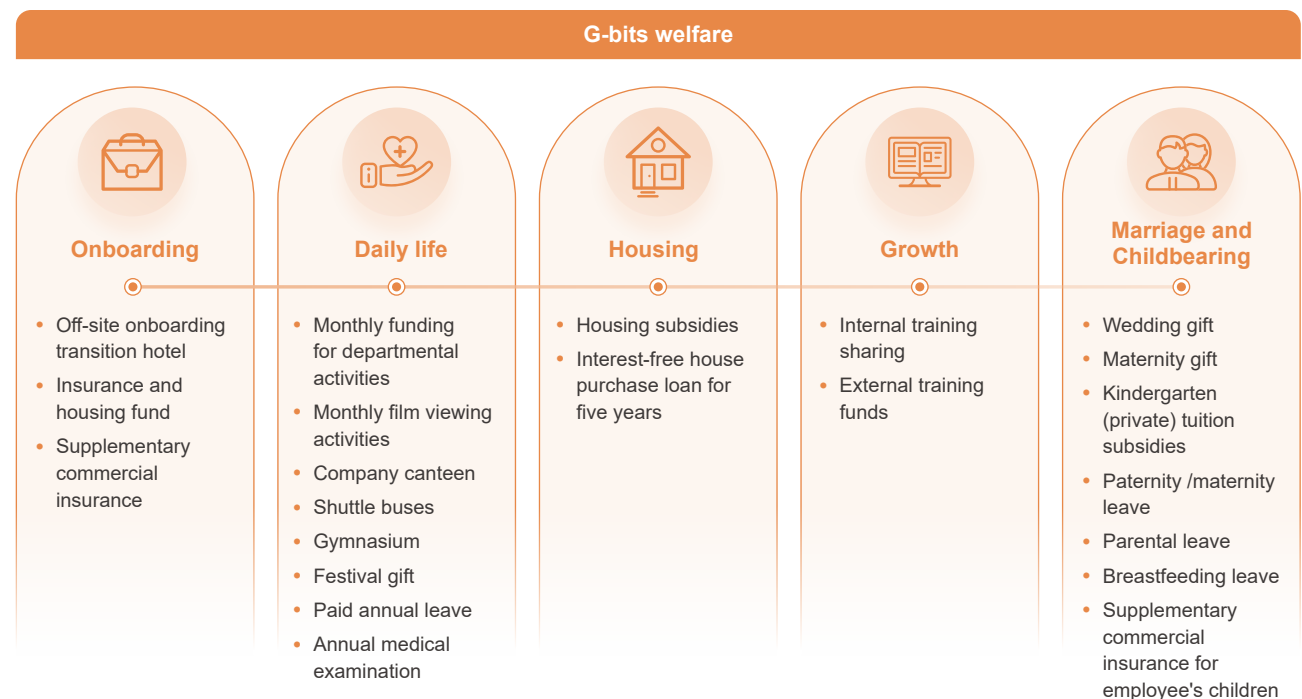 G-bits welfare
Onboarding
Off-site onboarding
transition hotel
Insurance and
housing fund
Supplementary
commercial
insurance
Daily life
Monthly funding
for departmental
activities
Monthly film viewing
activities
Company canteen
Shuttle buses
Gymnasium
Festival gift
Paid annual leave
Annual medical
examination
Housing
Housing subsidies
Interest-free house
purchase loan for
five years
Growth
Internal training
sharing
External training
funds
Marriage and
Childbearing
Wedding gift
Maternity gift
Kindergarten
(private) tuition
subsidies
Paternity /maternity
leave
Parental leave
Breastfeeding leave
Supplementary
commercial
insurance for
employee's children